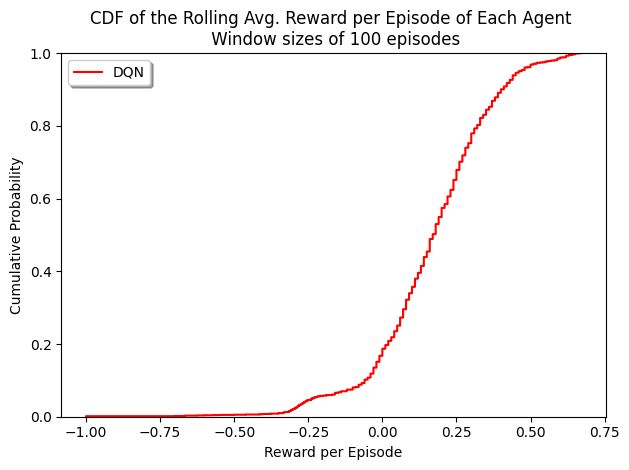 CDF of the Rolling Avg. Reward per Episode of Each Agent
Window sizes of 100 episodes
DQN
1.0
0.8
0.6
0.4
0.2
0.0
Cumulative Probability
−1.00 −0.75 −0.50 −0.25 0.00 0.25 0.50 0.75
Reward per Episode